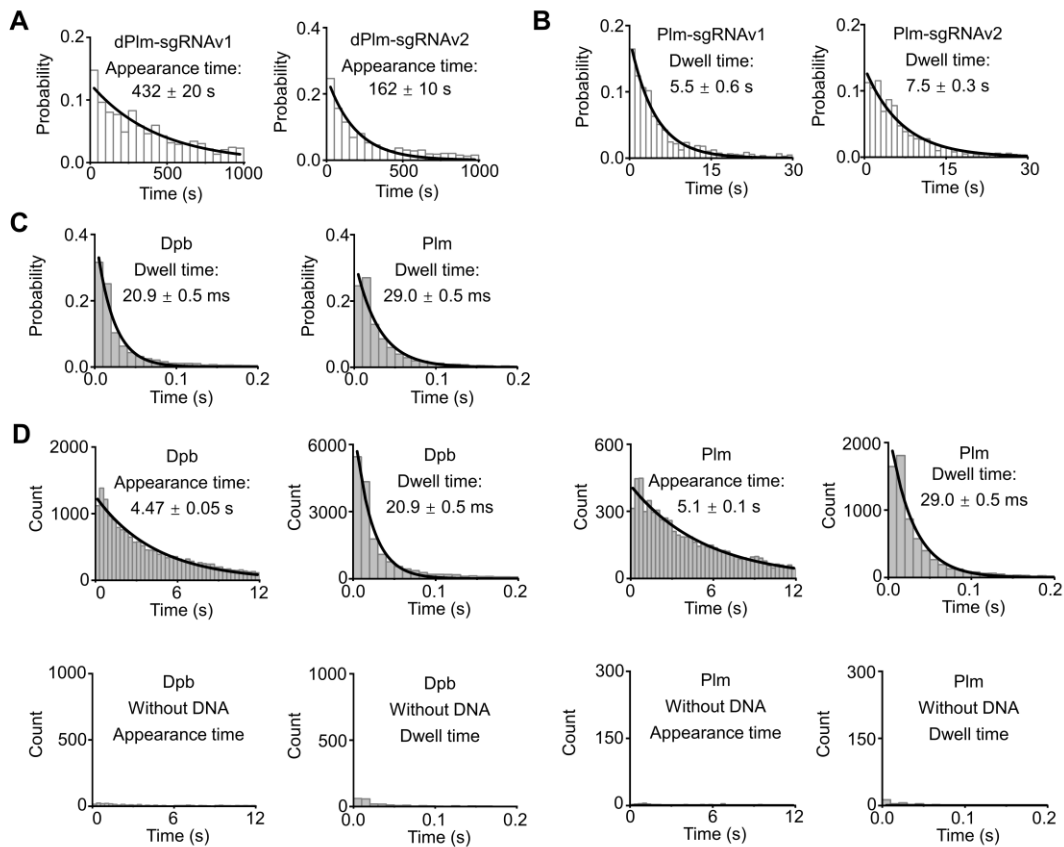 A
dPlm-sgRNAv1
Appearance time:
432 ± 20 s
Probability
0.2
0.1
0.0
0
500
1000
Time (s)
dPlm-sgRNAv2
Appearance time:
162 ± 10 s
Probability
0.4
0.2
0.0
0
500
1000
Time (s)
B
Plm-sgRNAv1
Dwell time:
5.5 ± 0.6 s
Probability
0.2
0.1
0.0
0
15
30
Time (s)
Plm-sgRNAv2
Dwell time:
7.5 ± 0.3 s
Probability
0.2
0.1
0.0
0
15
30
Time (s)
C
Dpb
Dwell time:
20.9 ± 0.5 ms
Probability
0.4
0.2
0.0
0.0
0.1
0.2
Time (s)
Plm
Dwell time:
29.0 ± 0.5 ms
Probability
0.4
0.2
0.0
0.0
0.1
0.2
Time (s)
D
Dpb
Appearance time:
4.47 ± 0.05 s
Count
2000
1000
0
0
6
12
Time (s)
Dpb
Dwell time:
20.9 ± 0.5 ms
Count
6000
3000
0
0.0
0.1
0.2
Time (s)
Plm
Appearance time:
5.1 ± 0.1 s
Count
600
300
0
0
6
12
Time (s)
Plm
Dwell time:
29.0 ± 0.5 ms
Count
2000
1000
0
0.0
0.1
0.2
Time (s)
Dpb
Without DNA
Appearance time
Count
1000
500
0
0
6
12
Time (s)
Dpb
Without DNA
Dwell time
Count
1000
500
0
0.0
0.1
0.2
Time (s)
Plm
Without DNA
Appearance time
Count
300
150
0
0
6
12
Time (s)
Plm
Without DNA
Dwell time
Count
300
150
0
0.0
0.1
0.2
Time (s)